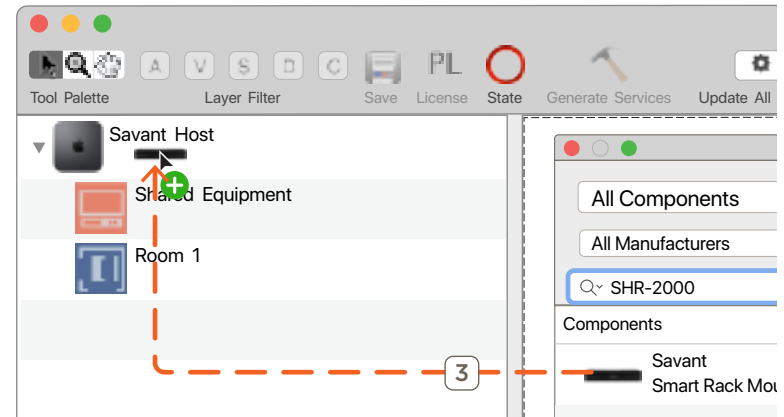 A V S D C PL
Tool Palette Layer Filter Save License State Generate Services Update All
Savant Host
Shared Equipment
Room 1
All Components
All Manufacturers
SHR-2000
Components
3
Savant
Smart Rack Mou